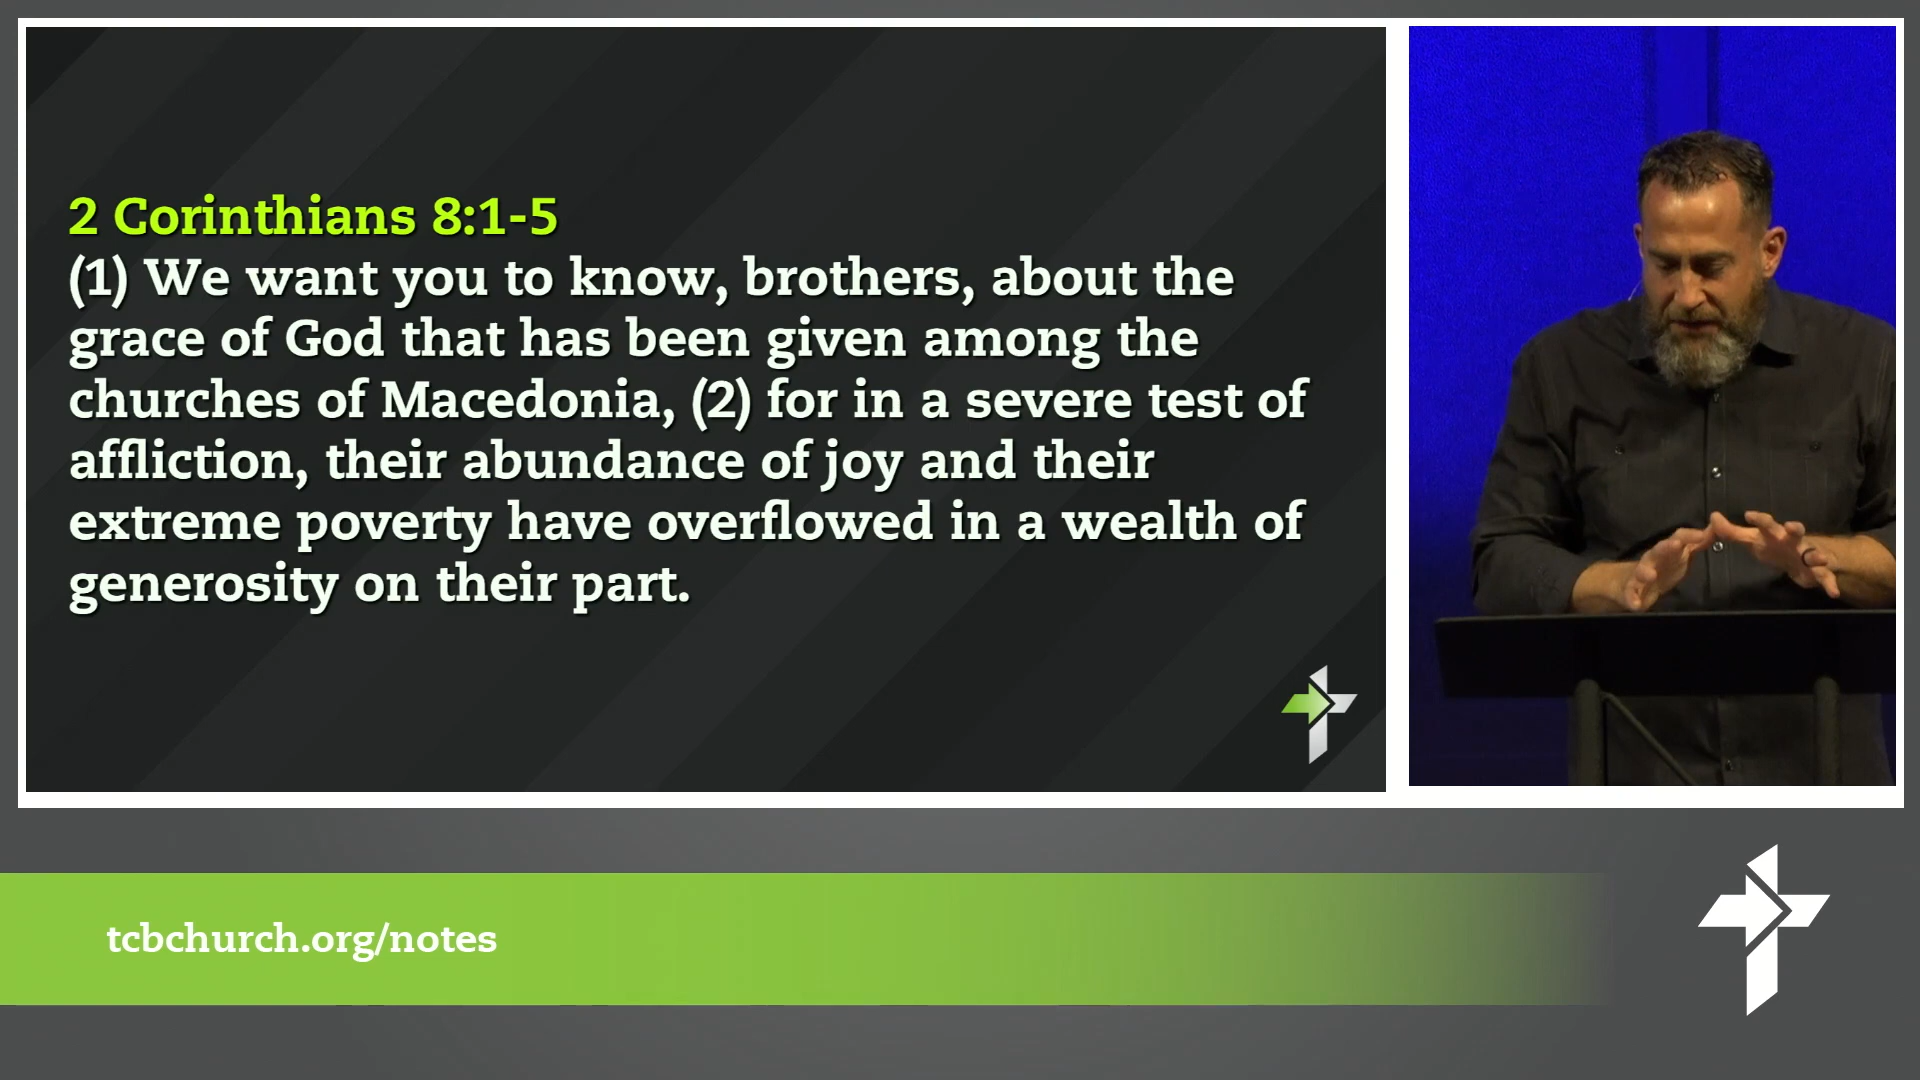 2 Corinthians 8:1-5
(1) We want you to know, brothers, about the
grace of God that has been given among the
churches of Macedonia, (2) for in a severe test of
affliction, their abundance of joy and their
extreme poverty have overflowed in a wealth of
generosity on their part.
tcbchurch.org/notes